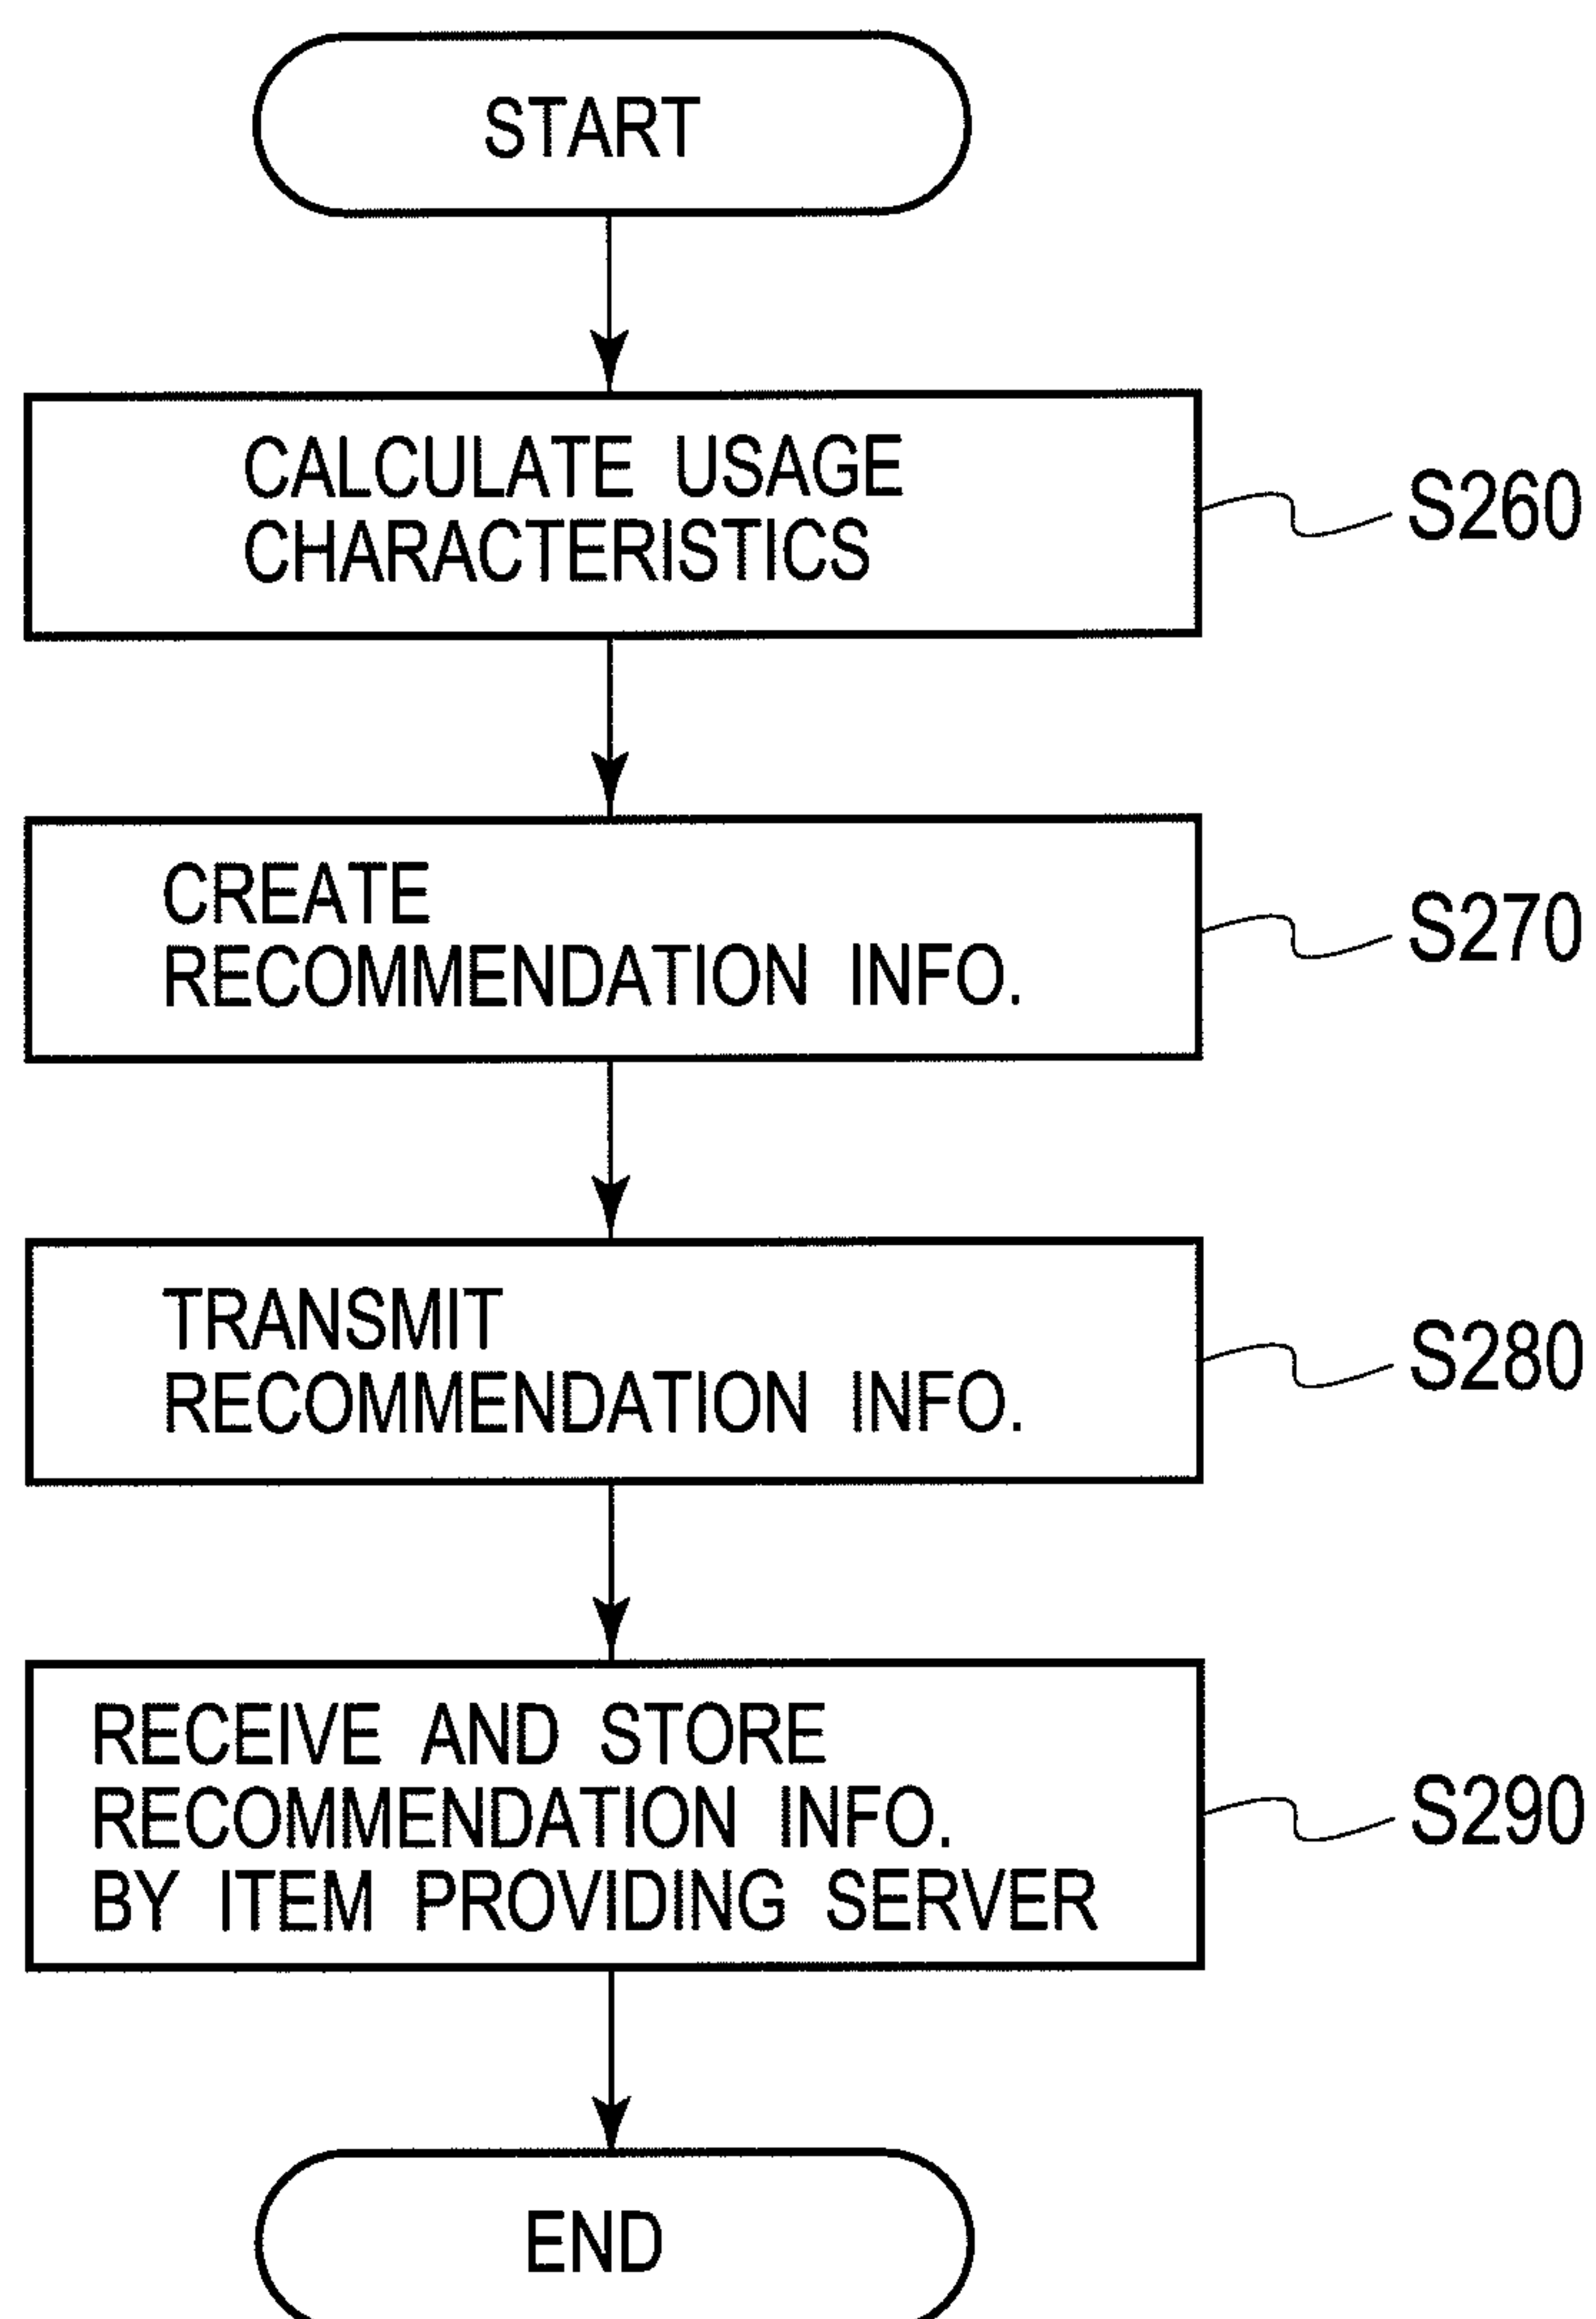 START
CALCULATE USAGE
CHARACTERISTICS
S260
CREATE
RECOMMENDATION INFO.
S270
TRANSMIT
RECOMMENDATION INFO.
S280
RECEIVE AND STORE
RECOMMENDATION INFO.
BY ITEM PROVIDING SERVER
S290
END